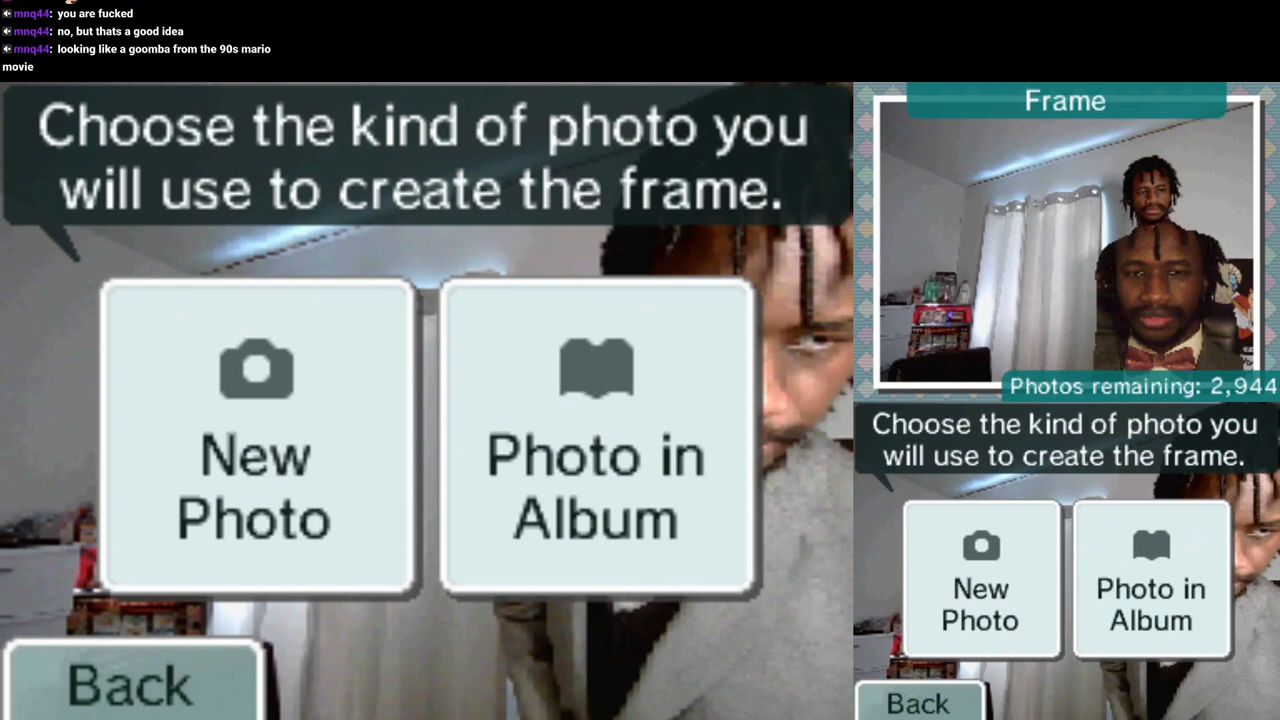 mnq44: you are fucked
mnq44: no, but thats a good idea
mnq44: looking like a goomba from the 90s mario
movie
Choose the kind of photo you
will use to create the frame.
New
Photo
Photo in
Album
Back
Frame
Photos remaining: 2,944
Choose the kind of photo you
will use to create the frame.
New
Photo
Photo in
Album
Back